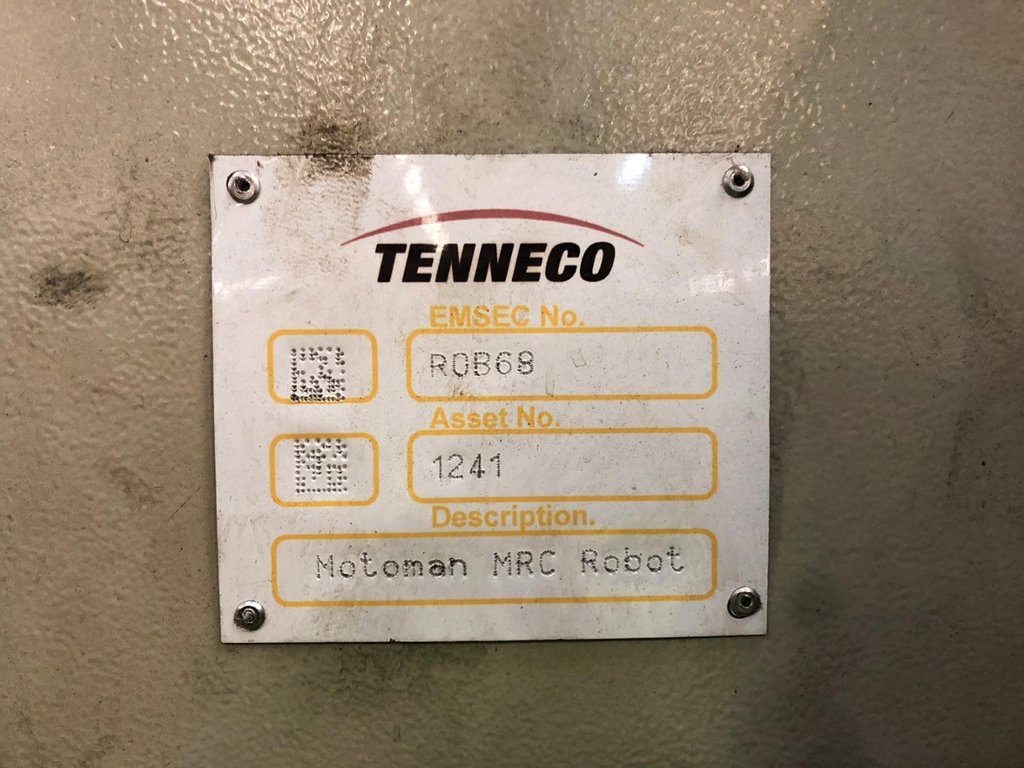 TENNECO
EMSEC No.
ROB68
Asset No.
1241
Description.
Motoman MRC Robot